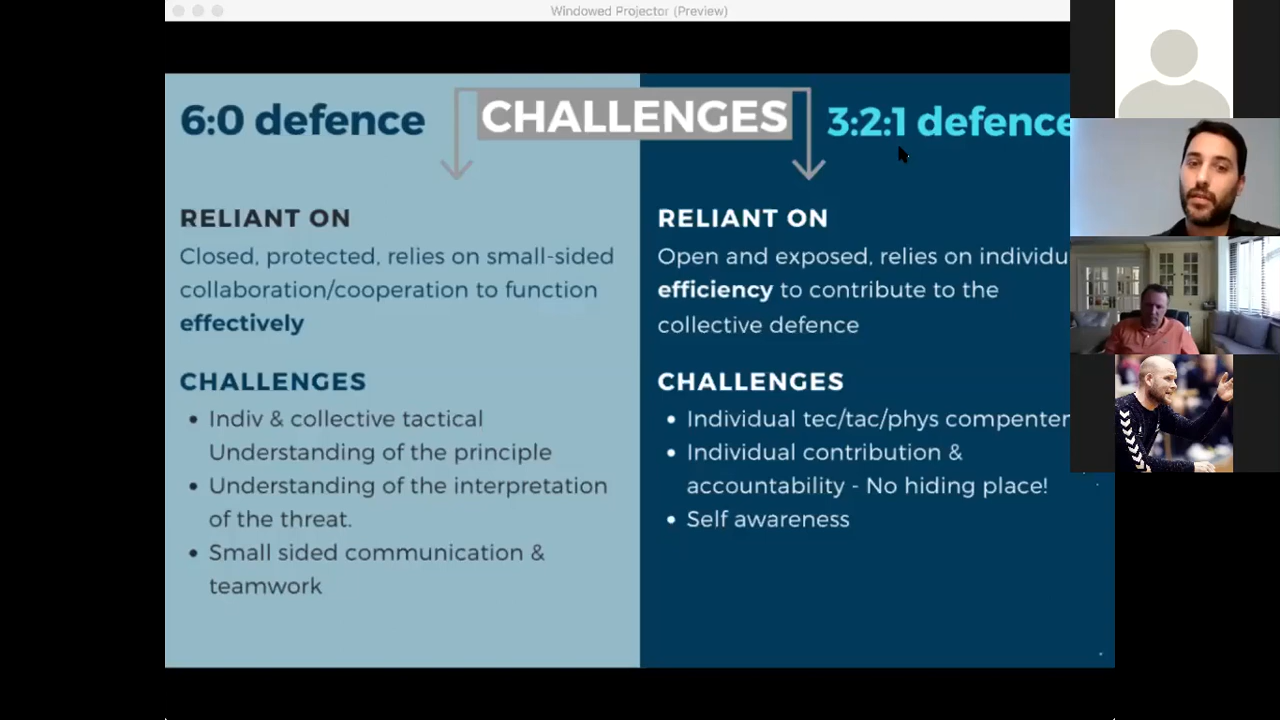 Windowed Projector (Preview)
6:0 defence
CHALLENGES
3:2:1 defence
RELIANT ON
Closed, protected, relies on small-sided
collaboration/cooperation to function
effectively
CHALLENGES
• Indiv & collective tactical
Understanding of the principle
• Understanding of the interpretation
of the threat.
• Small sided communication &
teamwork
RELIANT ON
Open and exposed, relies on individu
efficiency to contribute to the
collective defence
CHALLENGES
• Individual tec/tac/phys compenten
• Individual contribution &
accountability - No hiding place!
• Self awareness